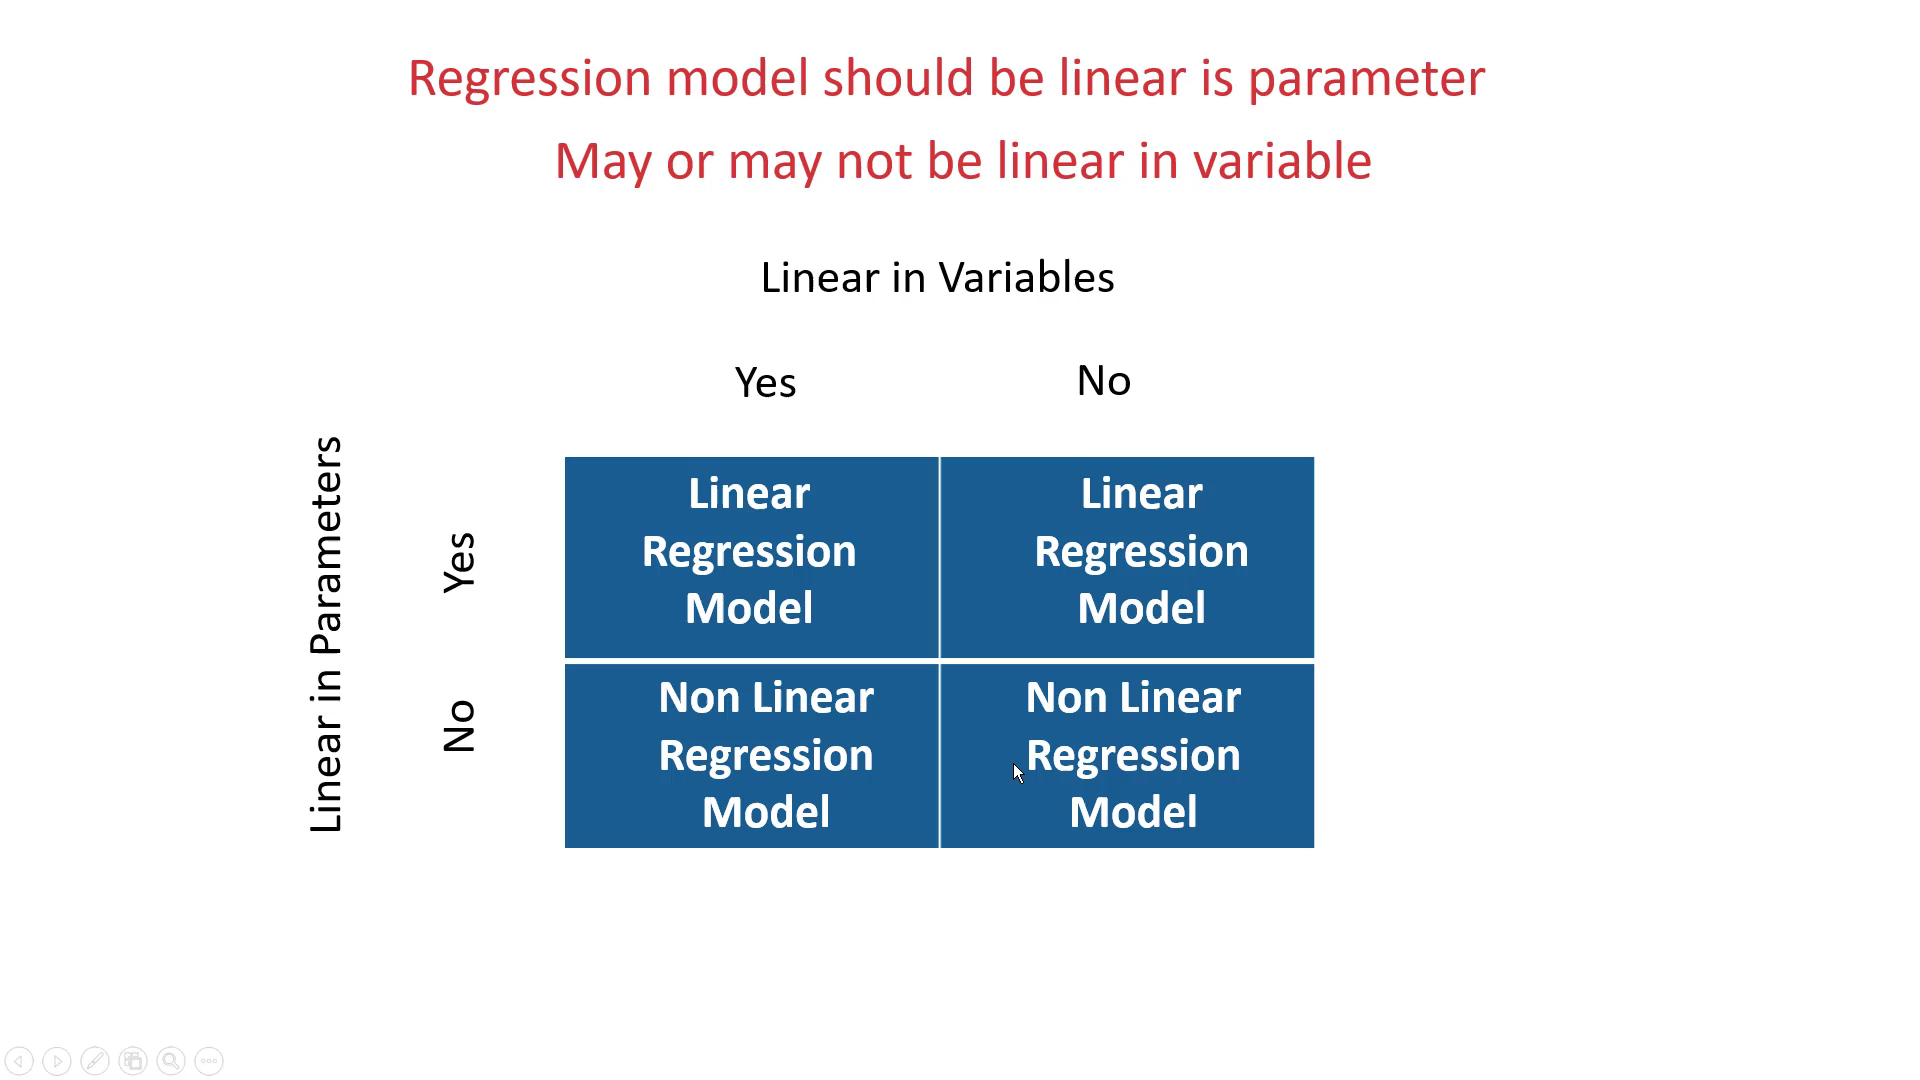 Regression model should be linear is parameter
May or may not be linear in variable
Linear in Variables
Yes
No
Linear in Parameters
Yes
Linear
Regression
Model
Linear
Regression
Model
No
Non Linear
Regression
Model
Non Linear
Regression
Model